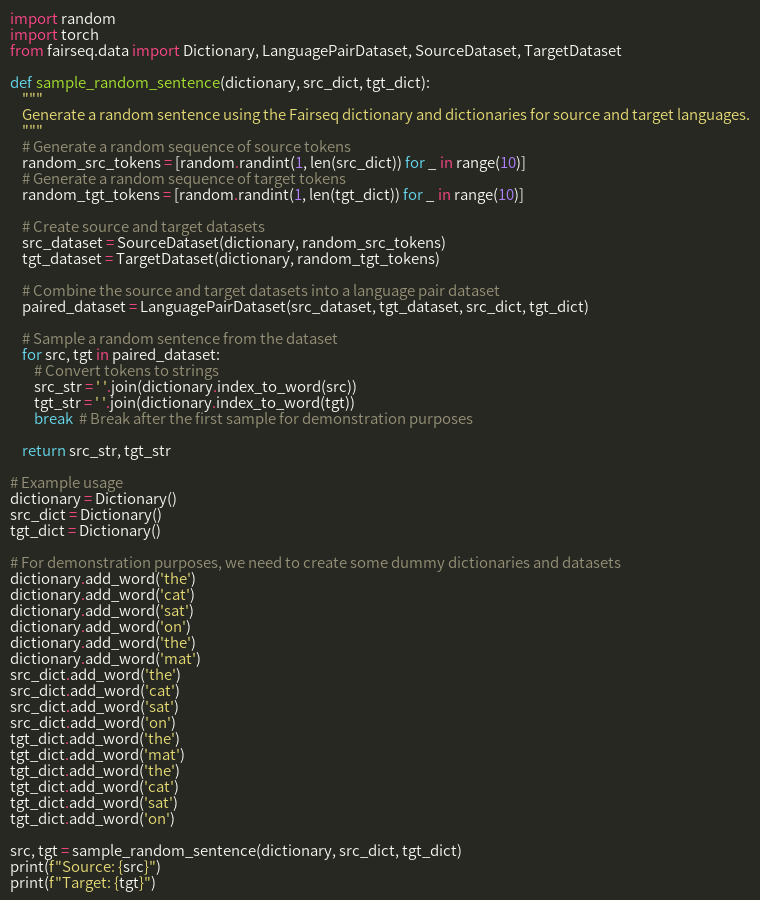 import random
import torch
from fairseq.data import Dictionary, LanguagePairDataset, SourceDataset, TargetDataset

def sample_random_sentence(dictionary, src_dict, tgt_dict):
    """
    Generate a random sentence using the Fairseq dictionary and dictionaries for source and target languages.
    """
    # Generate a random sequence of source tokens
    random_src_tokens = [random.randint(1, len(src_dict)) for _ in range(10)]
    # Generate a random sequence of target tokens
    random_tgt_tokens = [random.randint(1, len(tgt_dict)) for _ in range(10)]

    # Create source and target datasets
    src_dataset = SourceDataset(dictionary, random_src_tokens)
    tgt_dataset = TargetDataset(dictionary, random_tgt_tokens)

    # Combine the source and target datasets into a language pair dataset
    paired_dataset = LanguagePairDataset(src_dataset, tgt_dataset, src_dict, tgt_dict)

    # Sample a random sentence from the dataset
    for src, tgt in paired_dataset:
        # Convert tokens to strings
        src_str = ' '.join(dictionary.index_to_word(src))
        tgt_str = ' '.join(dictionary.index_to_word(tgt))
        break  # Break after the first sample for demonstration purposes

    return src_str, tgt_str

# Example usage
dictionary = Dictionary()
src_dict = Dictionary()
tgt_dict = Dictionary()

# For demonstration purposes, we need to create some dummy dictionaries and datasets
dictionary.add_word('the')
dictionary.add_word('cat')
dictionary.add_word('sat')
dictionary.add_word('on')
dictionary.add_word('the')
dictionary.add_word('mat')
src_dict.add_word('the')
src_dict.add_word('cat')
src_dict.add_word('sat')
src_dict.add_word('on')
tgt_dict.add_word('the')
tgt_dict.add_word('mat')
tgt_dict.add_word('the')
tgt_dict.add_word('cat')
tgt_dict.add_word('sat')
tgt_dict.add_word('on')

src, tgt = sample_random_sentence(dictionary, src_dict, tgt_dict)
print(f"Source: {src}")
print(f"Target: {tgt}")